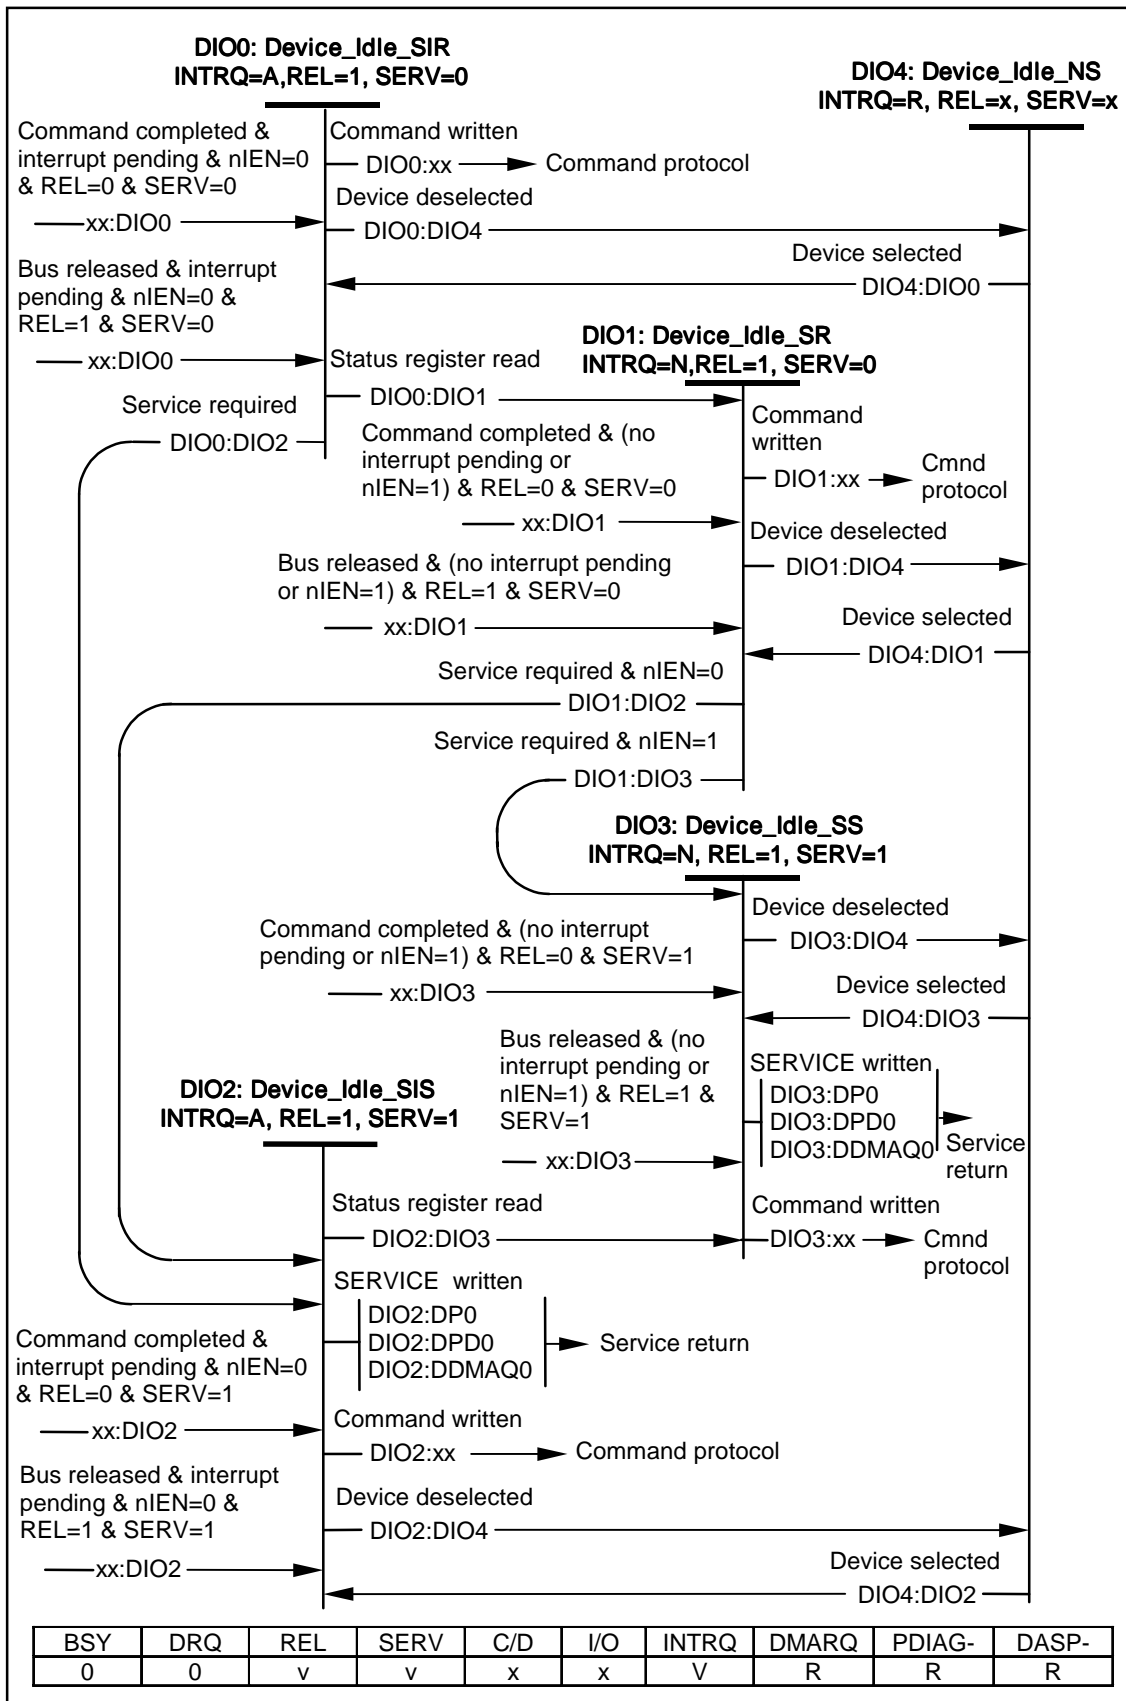 DIO0: Device_Idle_SIR
INTRQ=A,REL=1, SERV=0
DIO4: Device_Idle_NS
INTRQ=R, REL=x, SERV=x
Command completed &
interrupt pending & nIEN=0
& REL=0 & SERV=0
xx:DIO0
Command written
DIO0:xx
Command protocol
Device deselected
DIO0:DIO4
Device selected
DIO4:DIO0
Bus released & interrupt
pending & nIEN=0 &
REL=1 & SERV=0
xx:DIO0
Status register read
DIO0:DIO1
DIO1: Device_Idle_SR
INTRQ=N,REL=1, SERV=0
Service required
DIO0:DIO2
Command completed & (no
interrupt pending or
nIEN=1) & REL=0 & SERV=0
xx:DIO1
Command
written
DIO1:xx
Cmnd
protocol
Device deselected
DIO1:DIO4
Bus released & (no interrupt pending
or nIEN=1) & REL=1 & SERV=0
xx:DIO1
Device selected
DIO4:DIO1
Service required & nIEN=0
DIO1:DIO2
Service required & nIEN=1
DIO1:DIO3
DIO3: Device_Idle_SS
INTRQ=N, REL=1, SERV=1
Device deselected
DIO3:DIO4
Command completed & (no interrupt
pending or nIEN=1) & REL=0 & SERV=1
xx:DIO3
Device selected
DIO4:DIO3
Bus released & (no
interrupt pending or
nIEN=1) & REL=1 &
SERV=1
xx:DIO3
SERVICE written
DIO3:DP0
DIO3:DPD0
DIO3:DDMAQ0
Service
return
DIO2: Device_Idle_SIS
INTRQ=A, REL=1, SERV=1
Status register read
DIO2:DIO3
Command written
DIO3:xx
Cmnd
protocol
SERVICE written
DIO2:DP0
DIO2:DPD0
DIO2:DDMAQ0
Service return
Command completed &
interrupt pending & nIEN=0
& REL=0 & SERV=1
xx:DIO2
Command written
DIO2:xx
Command protocol
Bus released & interrupt
pending & nIEN=0 &
REL=1 & SERV=1
xx:DIO2
Device deselected
DIO2:DIO4
Device selected
DIO4:DIO2
BSY DRQ REL SERV C/D I/O INTRQ DMARQ PDIAG- DASP-
0 0 v v x x V R R R